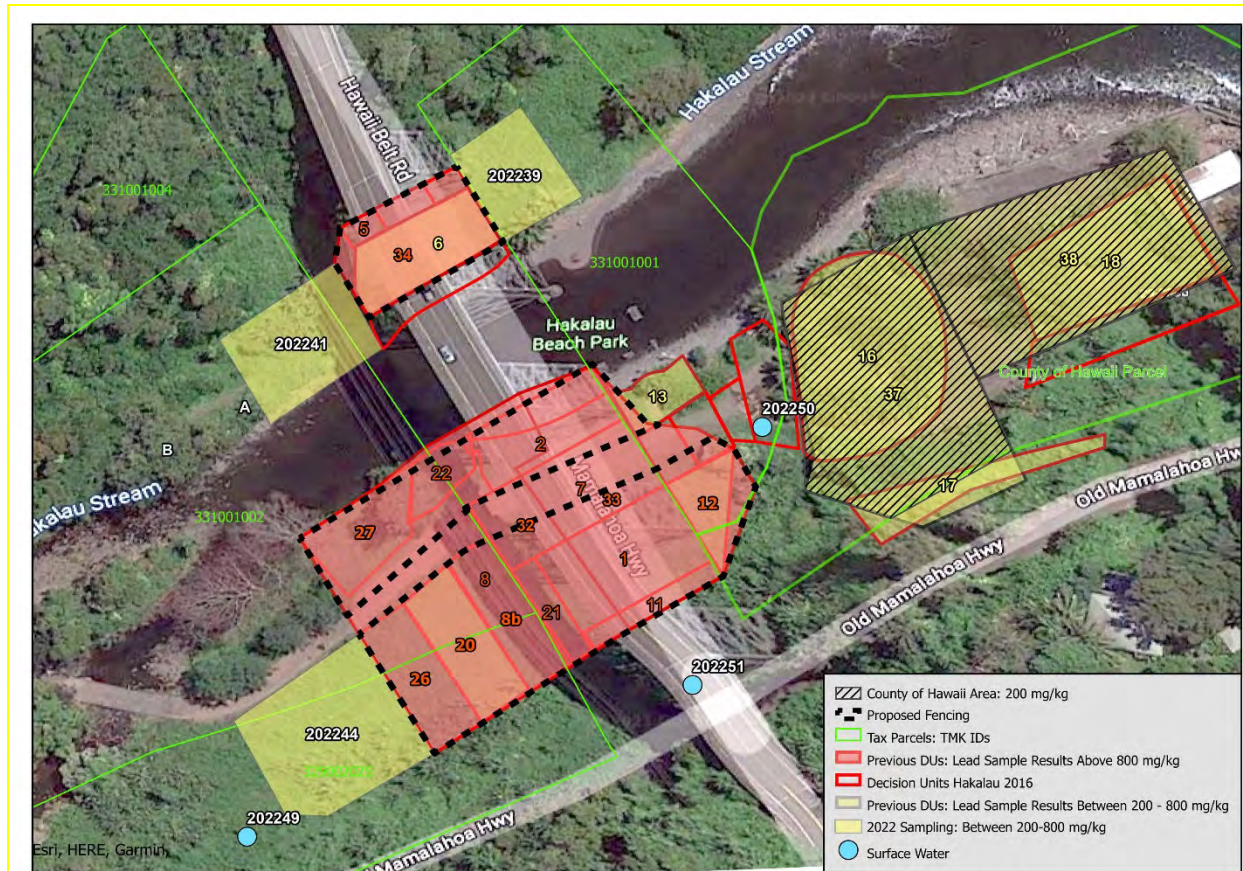 Hakalau Stream
Hawaii Belt Rd
202239
331001004
5
34
6
331001001
38
18
202241
Hakalau
Beach Park
16
County of Hawaii Parcel
37
13
A
202250
B
2
22
7
33
17
Old Mamalahoa Hwy
akalau Stream
331001002
27
32
12
Mamalahoa Hwy
1
8
11
8b
21
20
Old Mamalahoa Hwy
26
202251
202244
202249
Mamalahoa Hwy
Esri, HERE, Garmin,
County of Hawaii Area: 200 mg/kg
Proposed Fencing
Tax Parcels: TMK IDs
Previous DUs: Lead Sample Results Above 800 mg/kg
Decision Units Hakalau 2016
Previous DUs: Lead Sample Results Between 200 - 800 mg/kg
2022 Sampling: Between 200-800 mg/kg
Surface Water